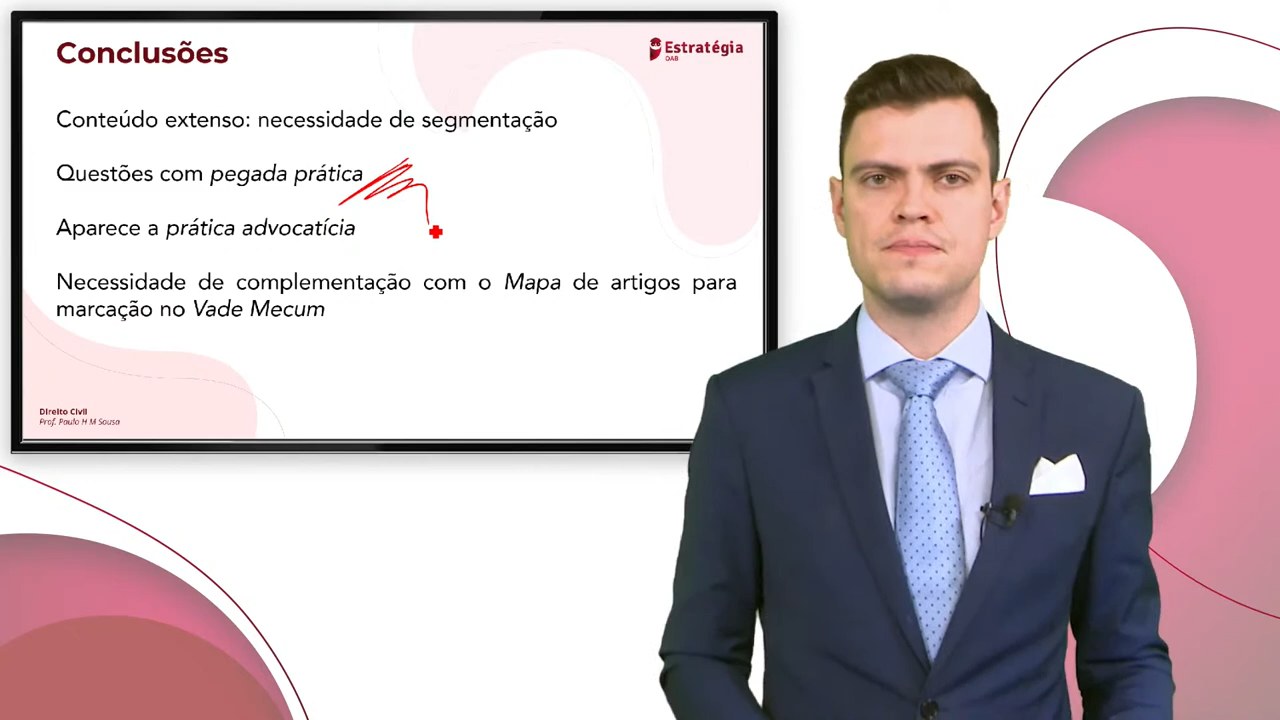 Conclusões
Estratégia
OAB
Conteúdo extenso: necessidade de segmentação
Questões com pegada prática
Aparece a prática advocatícia
Necessidade de complementação com o Mapa de artigos para
marcação no Vade Mecum
Direito Civil
Prof. Paulo H M Sousa